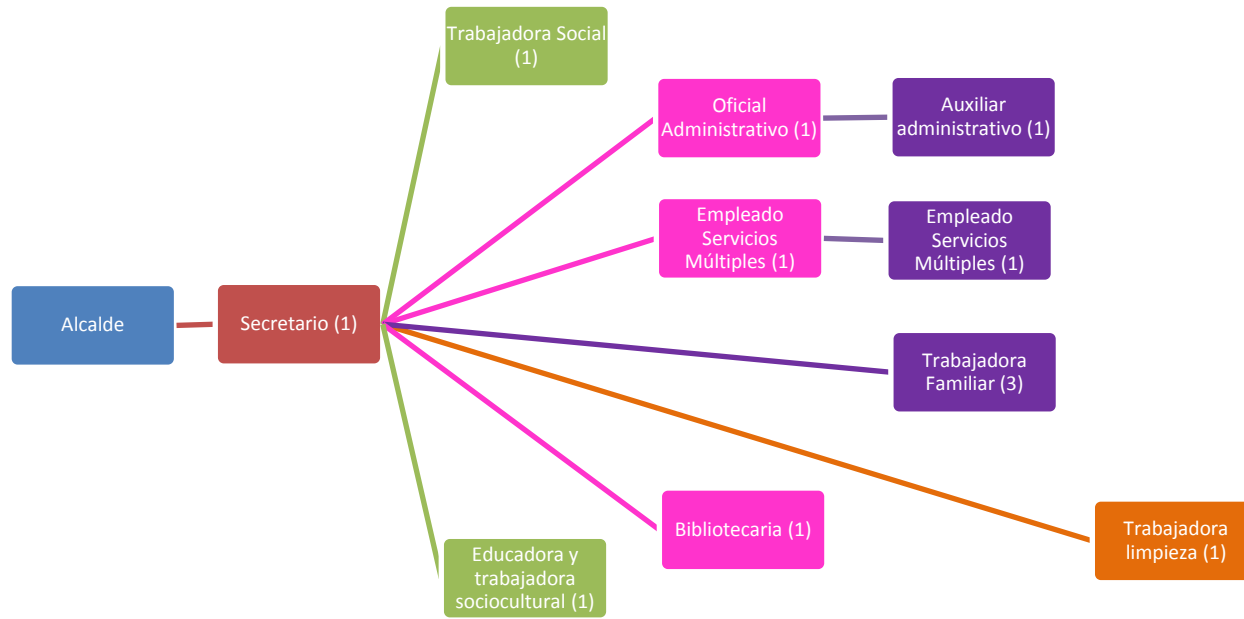 Trabajadora Social
(1)
Oficial
Administrativo (1)
Auxiliar
administrativo (1)
Empleado
Servicios
Múltiples (1)
Empleado
Servicios
Múltiples (1)
Alcalde
Secretario (1)
Trabajadora
Familiar (3)
Bibliotecaria (1)
Trabajadora
limpieza (1)
Educadora y
trabajadora
sociocultural (1)